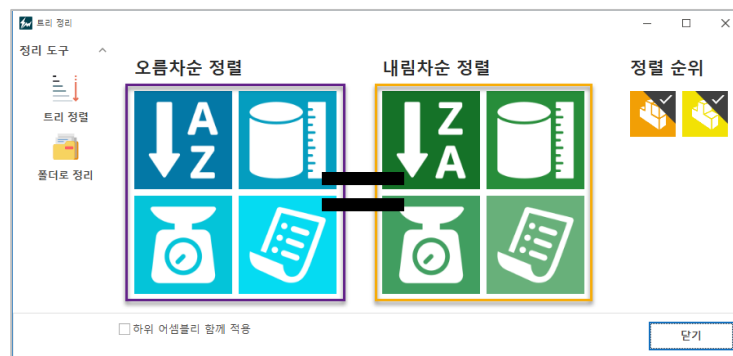 트리 정리
정리 도구
트리 정렬
폴더로 정리
오름차순 정렬
A
Z
내림차순 정렬
Z
A
정렬 순위
하위 어셈블리 함께 적용
닫기